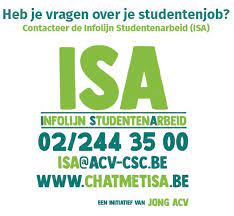 Heb je vragen over je studentenjob?
Contacteer de Infolijn Studentenarbeid (ISA)
ISA
INFOLIJN STUDENTENARBEID
02/244 35 00
ISA@ACV-CSC.BE
WWW.CHATMETISA.BE
EEN INITIATIEF VAN JONG ACV